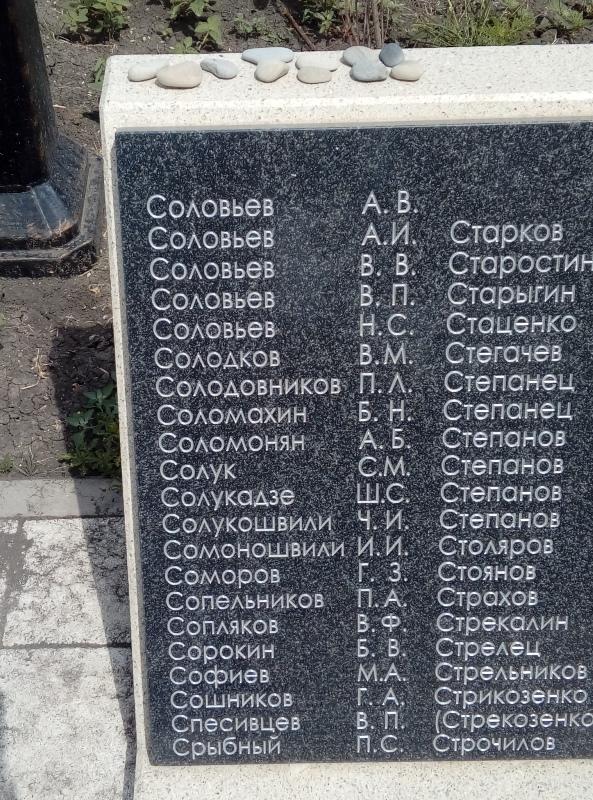 Соловьев А. В.
Соловьев А.И.
Соловьев В. В.
Соловьев В. П.
Соловьев Н.С.
Солодков В.М.
Солодовников П.Л.
Соломахин Б. Н.
Соломонян А.Б.
Солук С.М.
Солукадзе Ш.С.
Солукошвили Ч.И.
Сомоношвили И.И.
Соморов Г. З.
Сопельников П.А.
Сопляков В.Ф.
Сорокин Б. В.
Софиев М.А.
Сошников Г. А.
Спесивцев В. П.
Срыбный П.С.
Старков
Старостин
Старыгин
Стаценко
Стегачев
Степанец
Степанец
Степанов
Степанов
Степанов
Степанов
Столяров
Стоянов
Страхов
Стрекалин
Стрелец
Стрельников
Стрикозенко
(Стрекозенко
Строчилов